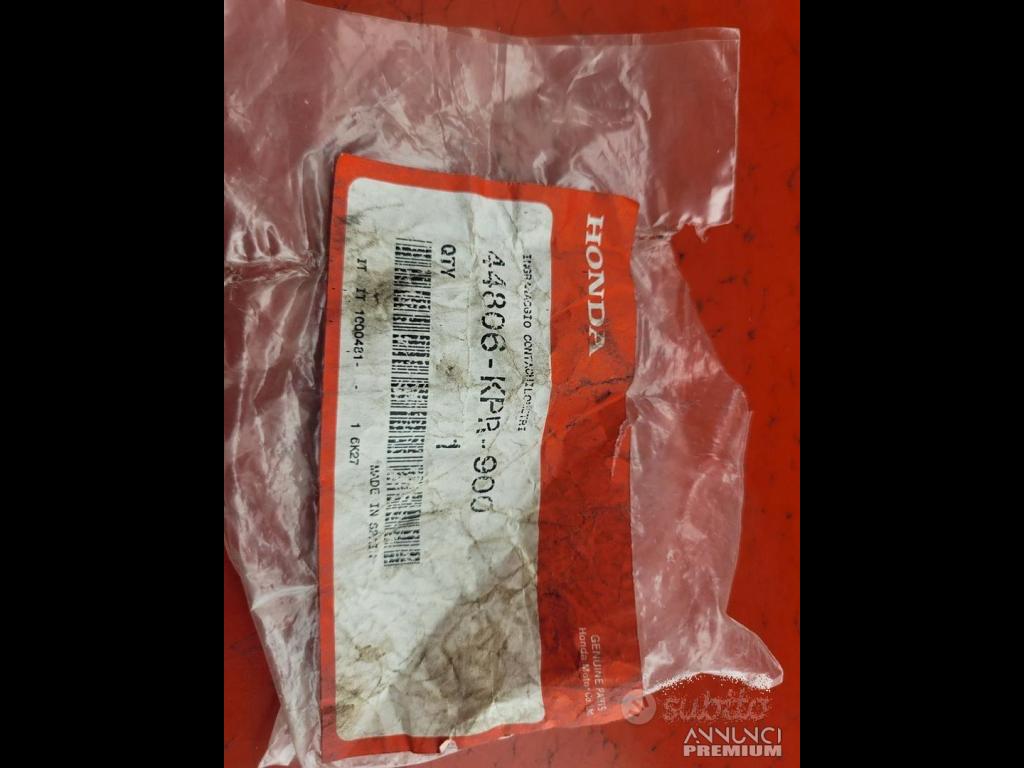 HONDA
INGRANAGGIO CONTACHILOMETRI
44806-KPR-900
QTY 1
MADE IN SPAIN
IT IT 1000481- - 1 6K27
GENUINE PARTS
Honda Motor Co.
subito
ANNUNCI
PREMIUM